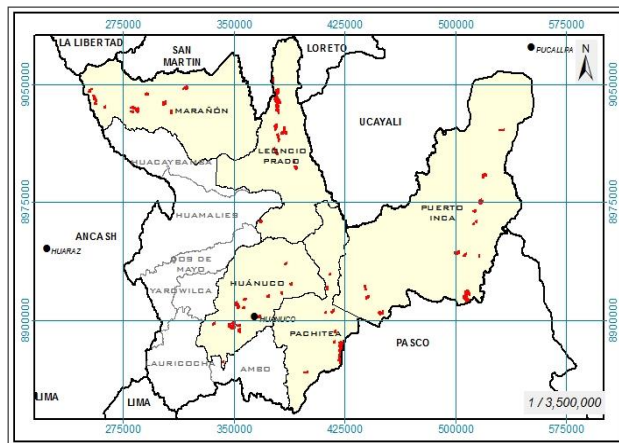 275000 350000 425000 500000 575000
LA LIBERTAD
SAN
MARTIN
LORETO
PUCALLPA
N
9050000 9050000
MARAÑÓN
UCAYALI
LEONCIO
PRADO
HUACAYBAMBA
8975000 8975000
HUAMALIES
PUERTO
INCA
ANCASH
HUARAZ
DOS DE
MAYO
YAROWILCA
HUÁNUCO
HUÁNUCO
8900000 8900000
PACHITEA
PASCO
LAURICOCHA
AMBO
LIMA
LIMA
1 / 3,500,000
275000 350000 425000 500000 575000